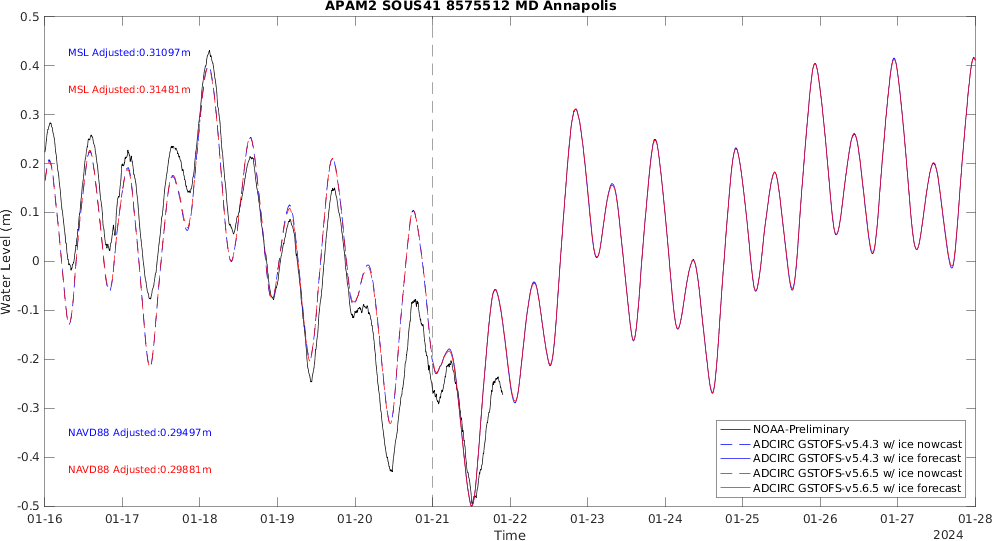 APAM2 SOUS41 8575512 MD Annapolis
0.5
0.4
0.3
0.2
0.1
0
-0.1
-0.2
-0.3
-0.4
-0.5
Water Level (m)
MSL Adjusted:0.31097m
MSL Adjusted:0.31481m
NAVD88 Adjusted:0.29497m
NAVD88 Adjusted:0.29881m
NOAA-Preliminary
ADCIRC GSTOFS-v5.4.3 w/ ice nowcast
ADCIRC GSTOFS-v5.4.3 w/ ice forecast
ADCIRC GSTOFS-v5.6.5 w/ ice nowcast
ADCIRC GSTOFS-v5.6.5 w/ ice forecast
01-16 01-17 01-18 01-19 01-20 01-21 01-22 01-23 01-24 01-25 01-26 01-27 01-28
Time
2024